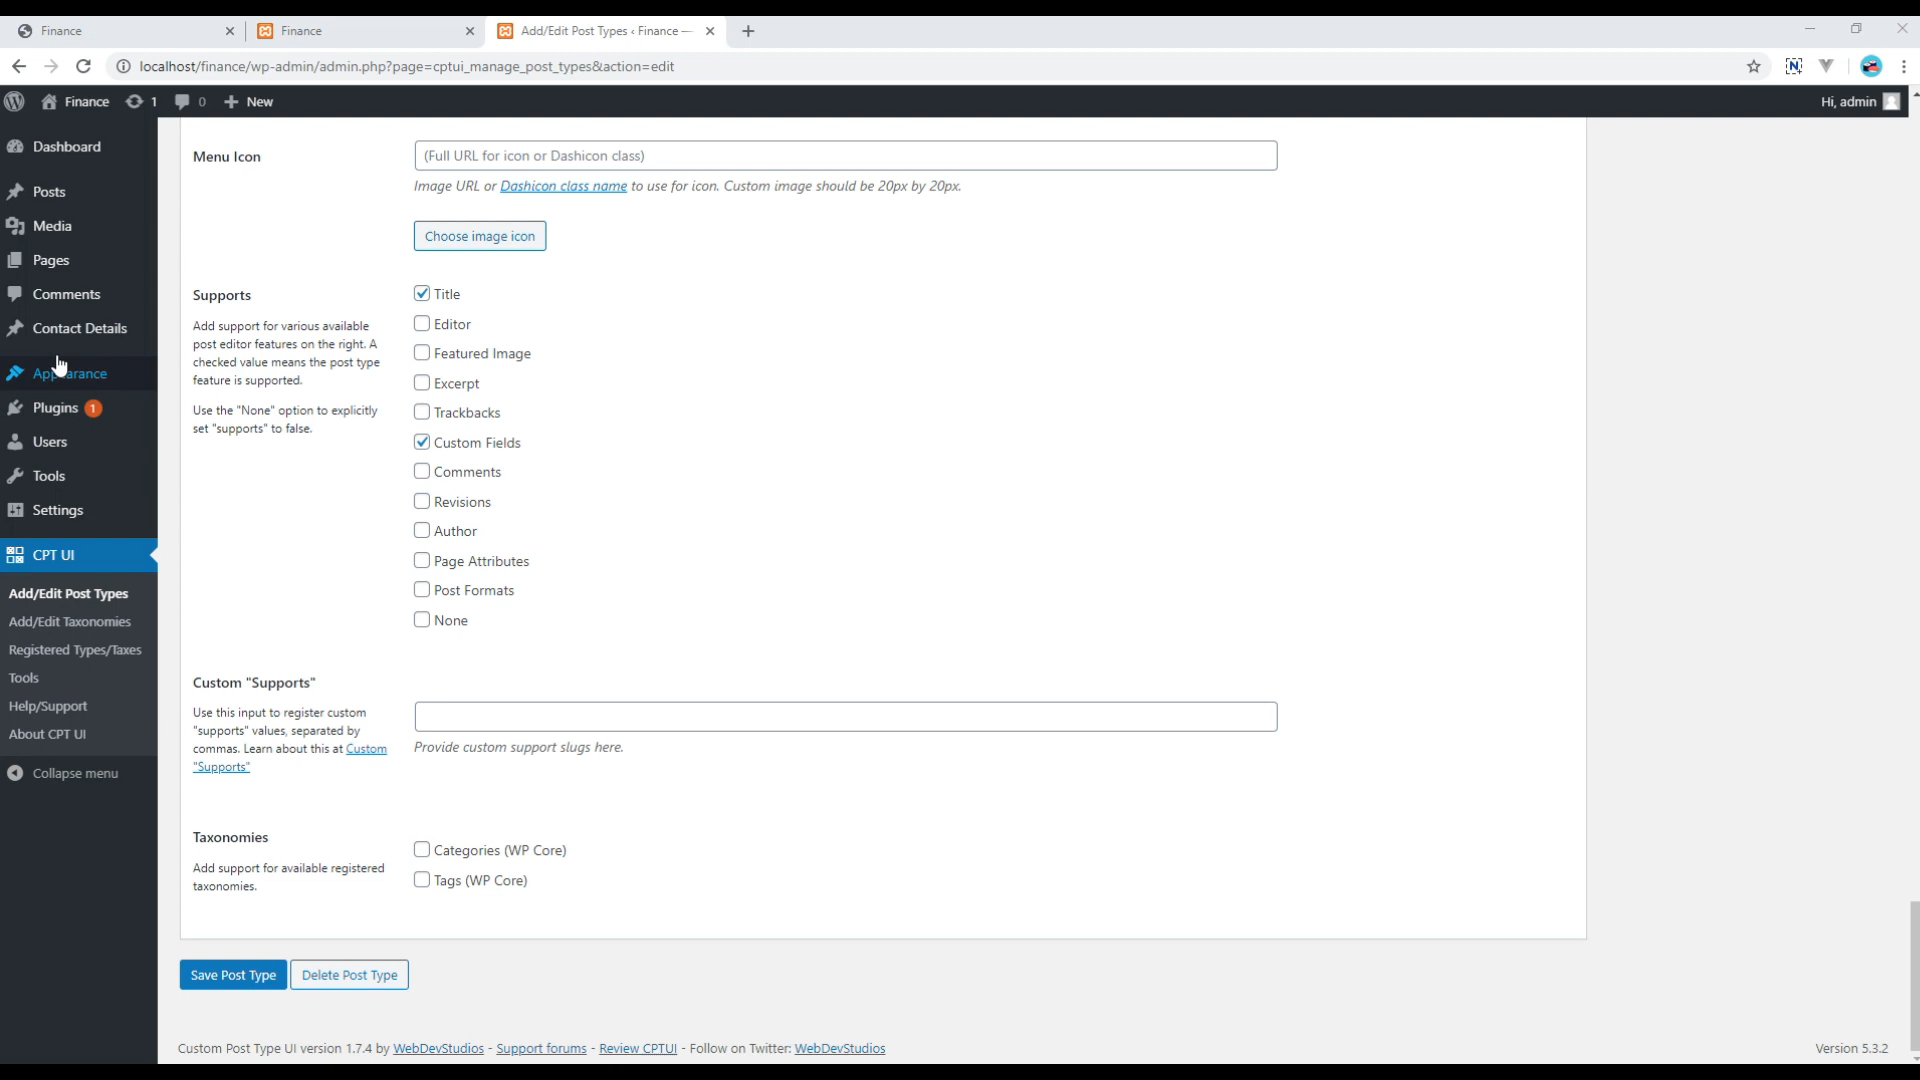 Finance
Finance
Add/Edit Post Types ‹ Finance —
localhost/finance/wp-admin/admin.php?page=cptui_manage_post_types&action=edit
Finance
1
0
New
Hi, admin
Dashboard
Posts
Media
Pages
Comments
Contact Details
Appearance
Plugins 1
Users
Tools
Settings
CPT UI
Add/Edit Post Types
Add/Edit Taxonomies
Registered Types/Taxes
Tools
Help/Support
About CPT UI
Collapse menu
Menu Icon
(Full URL for icon or Dashicon class)
Image URL or Dashicon class name to use for icon. Custom image should be 20px by 20px.
Choose image icon
Supports
Add support for various available
post editor features on the right. A
checked value means the post type
feature is supported.
Use the "None" option to explicitly
set "supports" to false.
Title
Editor
Featured Image
Excerpt
Trackbacks
Custom Fields
Comments
Revisions
Author
Page Attributes
Post Formats
None
Custom "Supports"
Use this input to register custom
"supports" values, separated by
commas. Learn about this at Custom
"Supports"
Provide custom support slugs here.
Taxonomies
Add support for available registered
taxonomies.
Categories (WP Core)
Tags (WP Core)
Save Post Type
Delete Post Type
Custom Post Type UI version 1.7.4 by WebDevStudios - Support forums - Review CPTUI - Follow on Twitter: WebDevStudios
Version 5.3.2